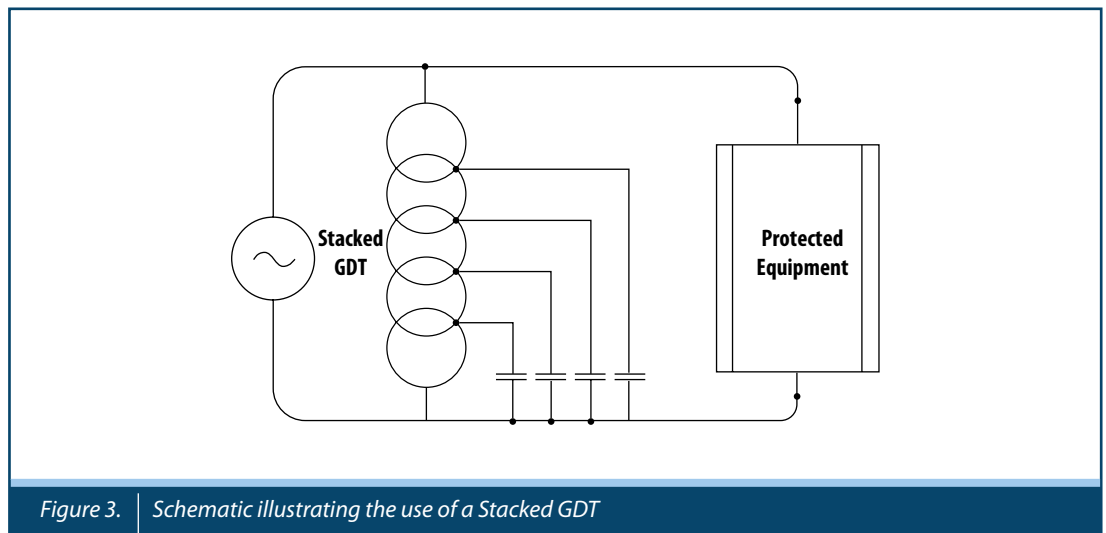 Stacked
GDT
Protected
Equipment
Figure 3. Schematic illustrating the use of a Stacked GDT